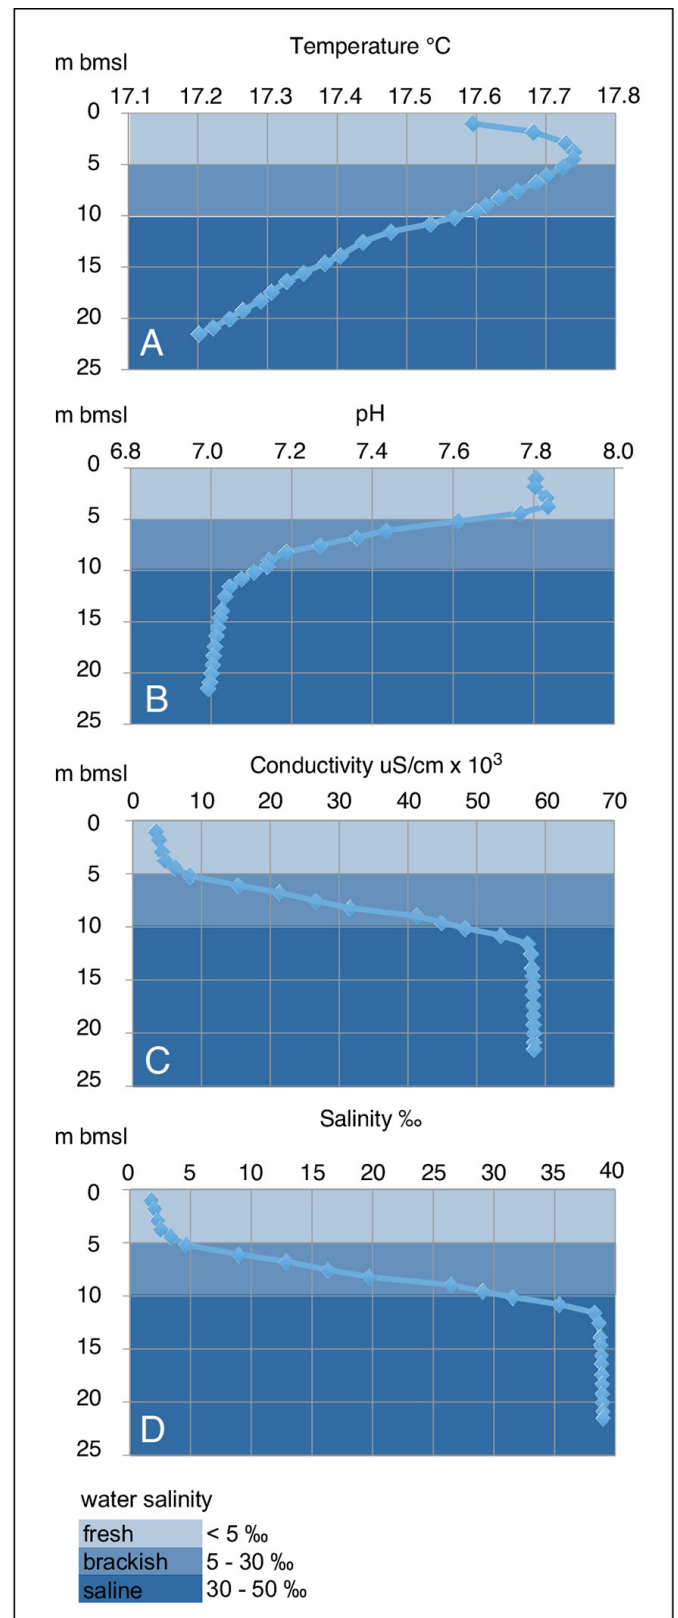 Temperature °C
m bmsl
17.1 17.2 17.3 17.4 17.5 17.6 17.7 17.8
0
5
10
15
20
25
A
m bmsl
pH
6.8 7.0 7.2 7.4 7.6 7.8 8.0
0
5
10
15
20
25
B
Conductivity uS/cm x 10³
m bmsl
0 10 20 30 40 50 60 70
0
5
10
15
20
25
C
Salinity ‰
m bmsl
0 5 10 15 20 25 30 35 40
0
5
10
15
20
25
D
water salinity
fresh < 5 ‰
brackish 5 - 30 ‰
saline 30 - 50 ‰